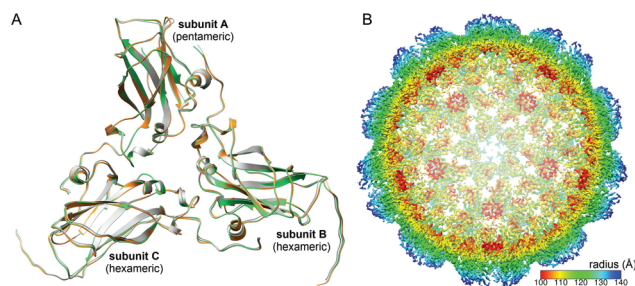 A
subunit A
(pentameric)
subunit B
(hexameric)
subunit C
(hexameric)
B
radius (Å)
100 110 120 130 140